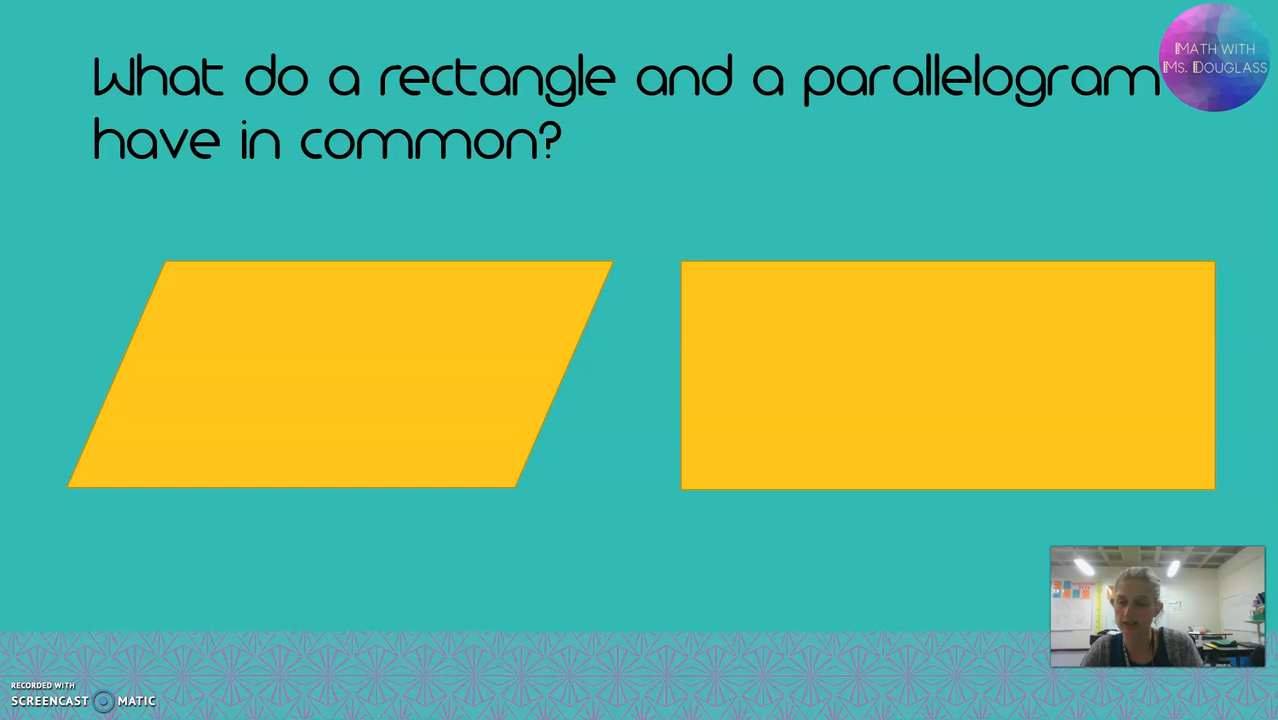 What do a rectangle and a parallelogram
have in common?
MATH WITH
MS. DOUGLASS
RECORDED WITH
SCREENCAST MATIC